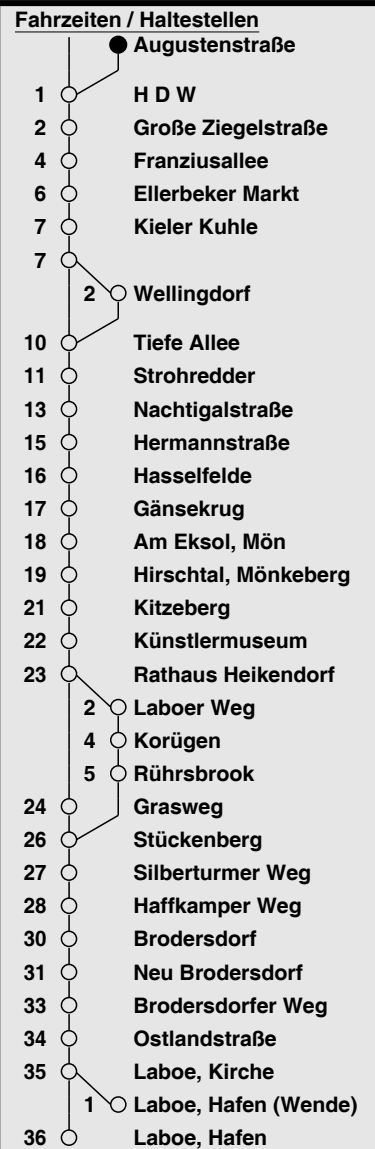 Fahrzeiten / Haltestellen
Augustenstraße
1 H D W
2 Große Ziegelstraße
4 Franziusallee
6 Ellerbeker Markt
7 Kieler Kuhle
7
2 Wellingdorf
10 Tiefe Allee
11 Strohredder
13 Nachtigalstraße
15 Hermannstraße
16 Hasselfelde
17 Gänsekrug
18 Am Eksol, Mön
19 Hirschtal, Mönkeberg
21 Kitzeberg
22 Künstlermuseum
23 Rathaus Heikendorf
2 Laboer Weg
4 Korügen
5 Rührsbrook
24 Grasweg
26 Stückenberg
27 Silberturmer Weg
28 Haffkamper Weg
30 Brodersdorf
31 Neu Brodersdorf
33 Brodersdorfer Weg
34 Ostlandstraße
35 Laboe, Kirche
1 Laboe, Hafen (Wende)
36 Laboe, Hafen